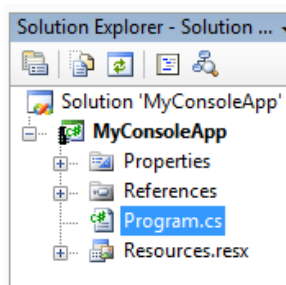 Solution Explorer - Solution ...
Solution 'MyConsoleApp'
MyConsoleApp
Properties
References
Program.cs
Resources.resx